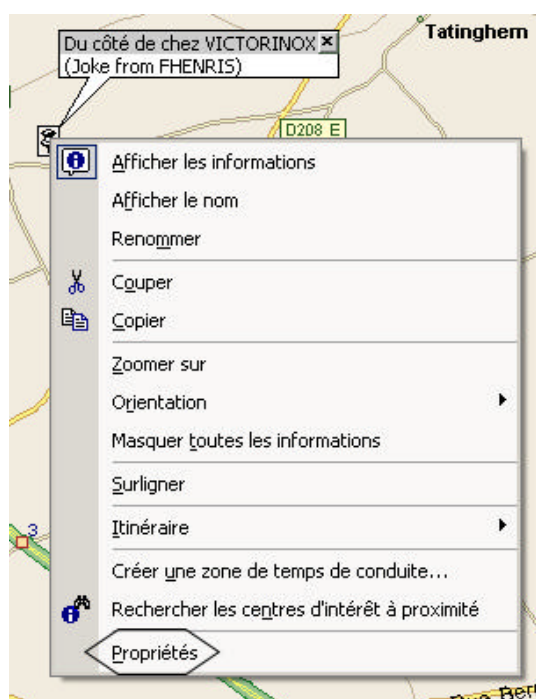 Tatinghem
Du côté de chez VICTORINOX
(Joke from FHENRIS)
D208 E
Afficher les informations
Afficher le nom
Renommer
Couper
Copier
Zoomer sur
Orientation
Masquer toutes les informations
Surligner
3
Itinéraire
Créer une zone de temps de conduite...
Rechercher les centres d'intérêt à proximité
Propriétés